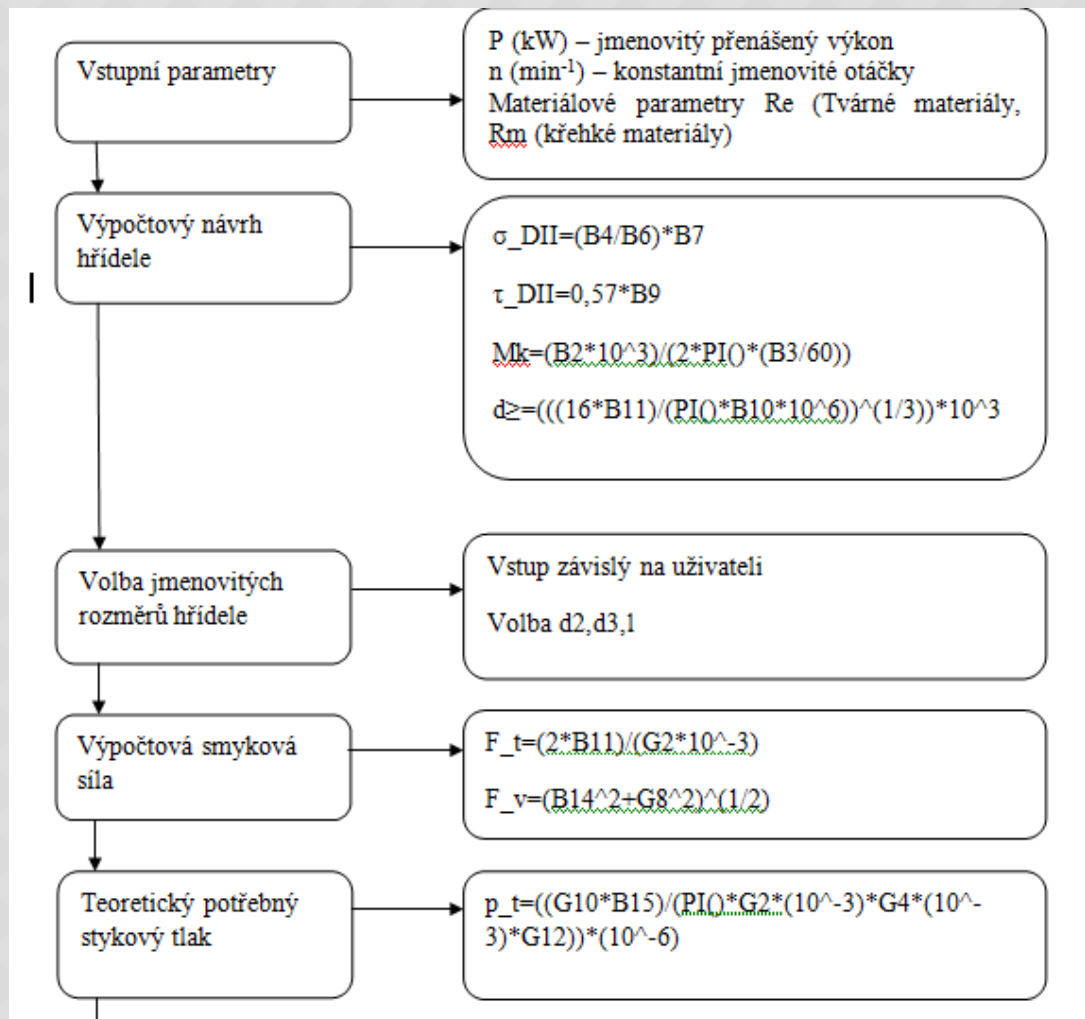 Vstupní parametry
P (kW) – jmenovitý přenášený výkon
n (min⁻¹) – konstantní jmenovité otáčky
Materiálové parametry Re (Tvárné materiály,
Rm (křehké materiály)
Výpočtový návrh
hřídele
σ_DII=(B4/B6)*B7
τ_DII=0,57*B9
Mk=(B2*10^3)/(2*PI()*(B3/60))
d≥=(((16*B11)/(PI()*B10*10^6))^(1/3))*10^3
Volba jmenovitých
rozměrů hřídele
Vstup závislý na uživateli
Volba d2,d3,l
Výpočtová smyková
síla
F_t=(2*B11)/(G2*10^-3)
F_v=(B14^2+G8^2)^(1/2)
Teoretický potřebný
stykový tlak
p_t=((G10*B15)/(PI()*G2*(10^-3)*G4*(10^-
3)*G12))*(10^-6)